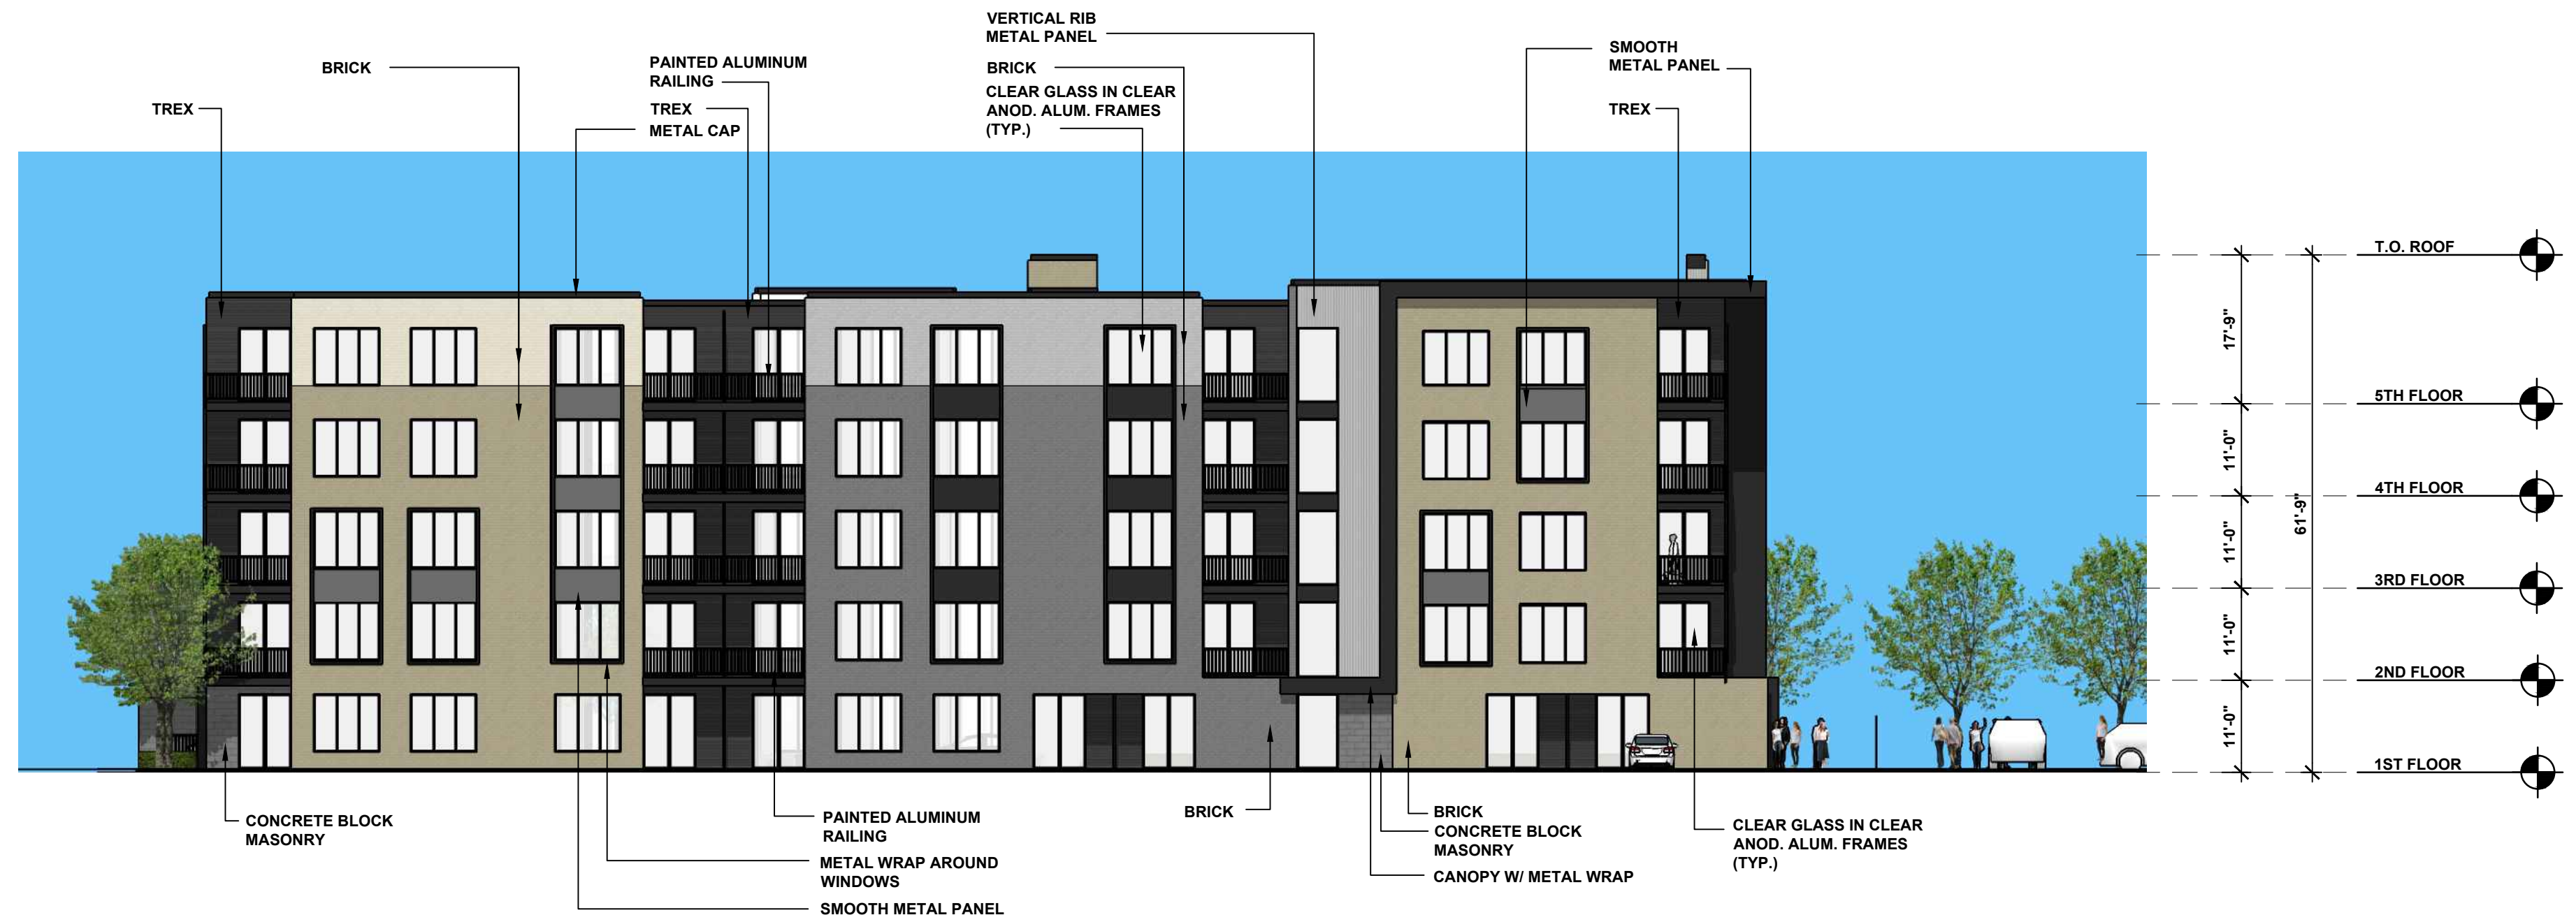 VERTICAL RIB
METAL PANEL
SMOOTH
METAL PANEL
BRICK
PAINTED ALUMINUM
RAILING
BRICK
CLEAR GLASS IN CLEAR
ANOD. ALUM. FRAMES
(TYP.)
TREX
TREX
METAL CAP
TREX
T.O. ROOF
17'-9"
5TH FLOOR
11'-0"
4TH FLOOR
61'-9"
11'-0"
3RD FLOOR
11'-0"
2ND FLOOR
11'-0"
1ST FLOOR
CONCRETE BLOCK
MASONRY
PAINTED ALUMINUM
RAILING
METAL WRAP AROUND
WINDOWS
SMOOTH METAL PANEL
BRICK
BRICK
CONCRETE BLOCK
MASONRY
CANOPY W/ METAL WRAP
CLEAR GLASS IN CLEAR
ANOD. ALUM. FRAMES
(TYP.)